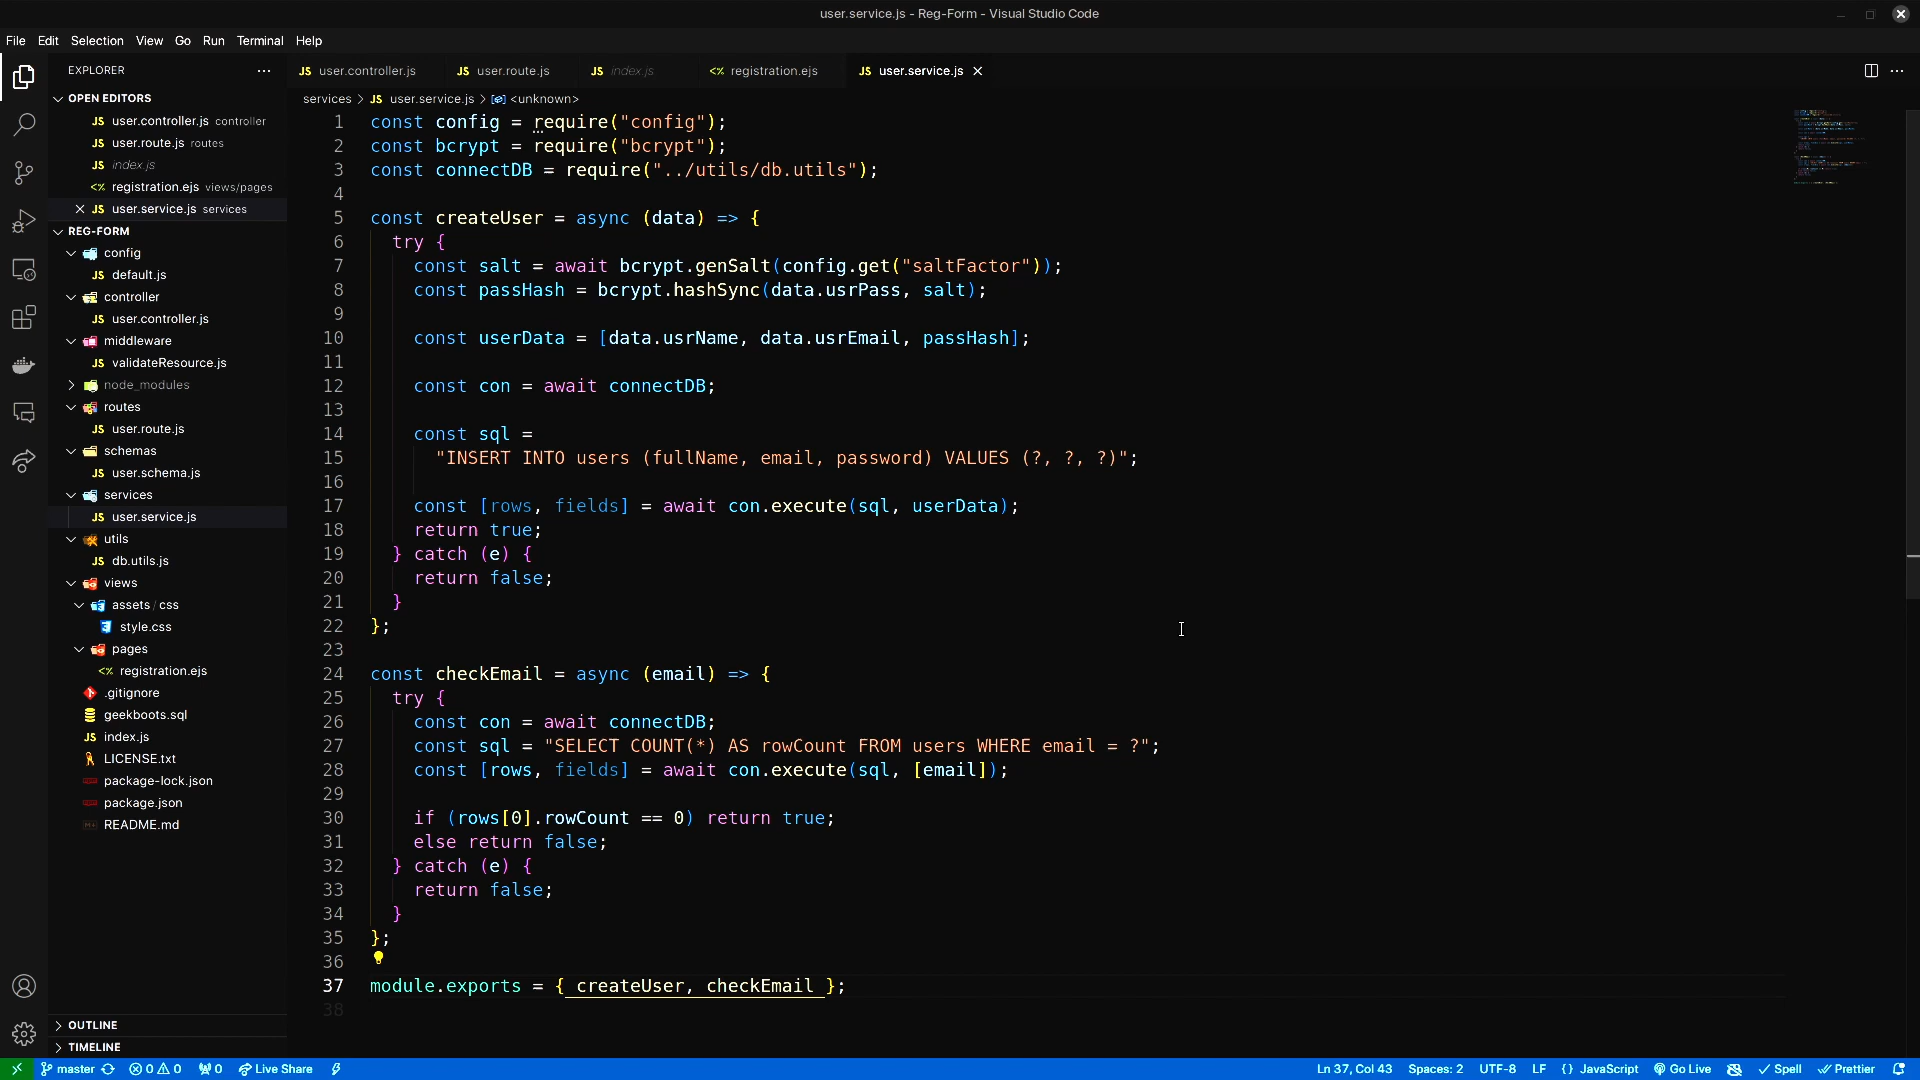 user.service.js - Reg-Form - Visual Studio Code
File Edit Selection View Go Run Terminal Help
EXPLORER
OPEN EDITORS
JS user.controller.js controller
JS user.route.js routes
JS index.js
<% registration.ejs views/pages
JS user.service.js services
REG-FORM
config
JS default.js
controller
JS user.controller.js
middleware
JS validateResource.js
node_modules
routes
JS user.route.js
schemas
JS user.schema.js
services
JS user.service.js
utils
JS db.utils.js
views
assets / css
style.css
pages
<% registration.ejs
.gitignore
geekboots.sql
JS index.js
LICENSE.txt
package-lock.json
package.json
README.md
OUTLINE
TIMELINE
JS user.controller.js JS user.route.js JS index.js <% registration.ejs JS user.service.js
services > JS user.service.js > <unknown>
1 const config = require("config");
2 const bcrypt = require("bcrypt");
3 const connectDB = require("../utils/db.utils");
4
5 const createUser = async (data) => {
6 try {
7 const salt = await bcrypt.genSalt(config.get("saltFactor"));
8 const passHash = bcrypt.hashSync(data.usrPass, salt);
9
10 const userData = [data.usrName, data.usrEmail, passHash];
11
12 const con = await connectDB;
13
14 const sql =
15 "INSERT INTO users (fullName, email, password) VALUES (?, ?, ?)";
16
17 const [rows, fields] = await con.execute(sql, userData);
18 return true;
19 } catch (e) {
20 return false;
21 }
22 };
23
24 const checkEmail = async (email) => {
25 try {
26 const con = await connectDB;
27 const sql = "SELECT COUNT(*) AS rowCount FROM users WHERE email = ?";
28 const [rows, fields] = await con.execute(sql, [email]);
29
30 if (rows[0].rowCount == 0) return true;
31 else return false;
32 } catch (e) {
33 return false;
34 }
35 };
36
37 module.exports = { createUser, checkEmail };
38
master 0 0 0 Live Share Ln 37, Col 43 Spaces: 2 UTF-8 LF {} JavaScript Go Live Spell Prettier